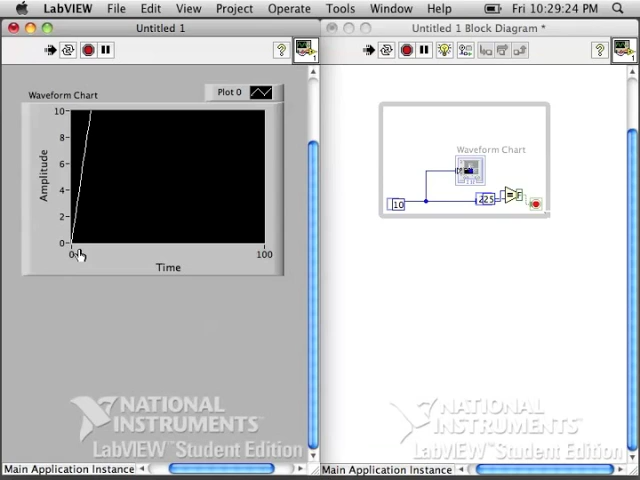 LabVIEW File Edit View Project Operate Tools Window Help Fri 10:29:24 PM
Untitled 1
Untitled 1 Block Diagram *
Waveform Chart
Plot 0
10
8
6
4
2
0
Amplitude
0
100
Time
Waveform Chart
10
225
F
NATIONAL
INSTRUMENTS
LabVIEW™ Student Edition
NATIONAL
INSTRUMENTS
LabVIEW™ Student Edition
Main Application Instance
Main Application Instance